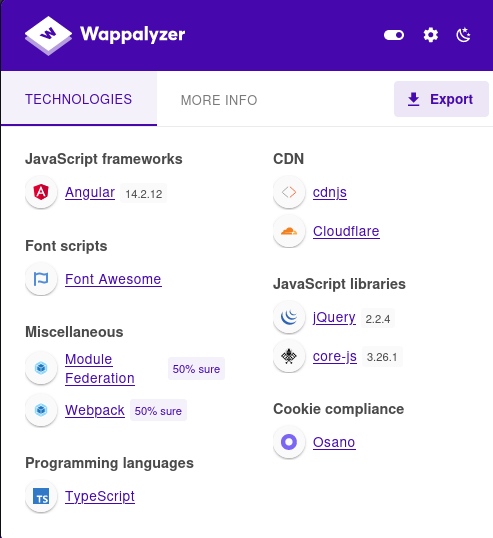 Wappalyzer
TECHNOLOGIES
MORE INFO
Export
JavaScript frameworks
Angular 14.2.12
Font scripts
Font Awesome
Miscellaneous
Module
Federation
50% sure
Webpack 50% sure
Programming languages
TS TypeScript
CDN
cdnjs
Cloudflare
JavaScript libraries
jQuery 2.2.4
core-js 3.26.1
Cookie compliance
Osano